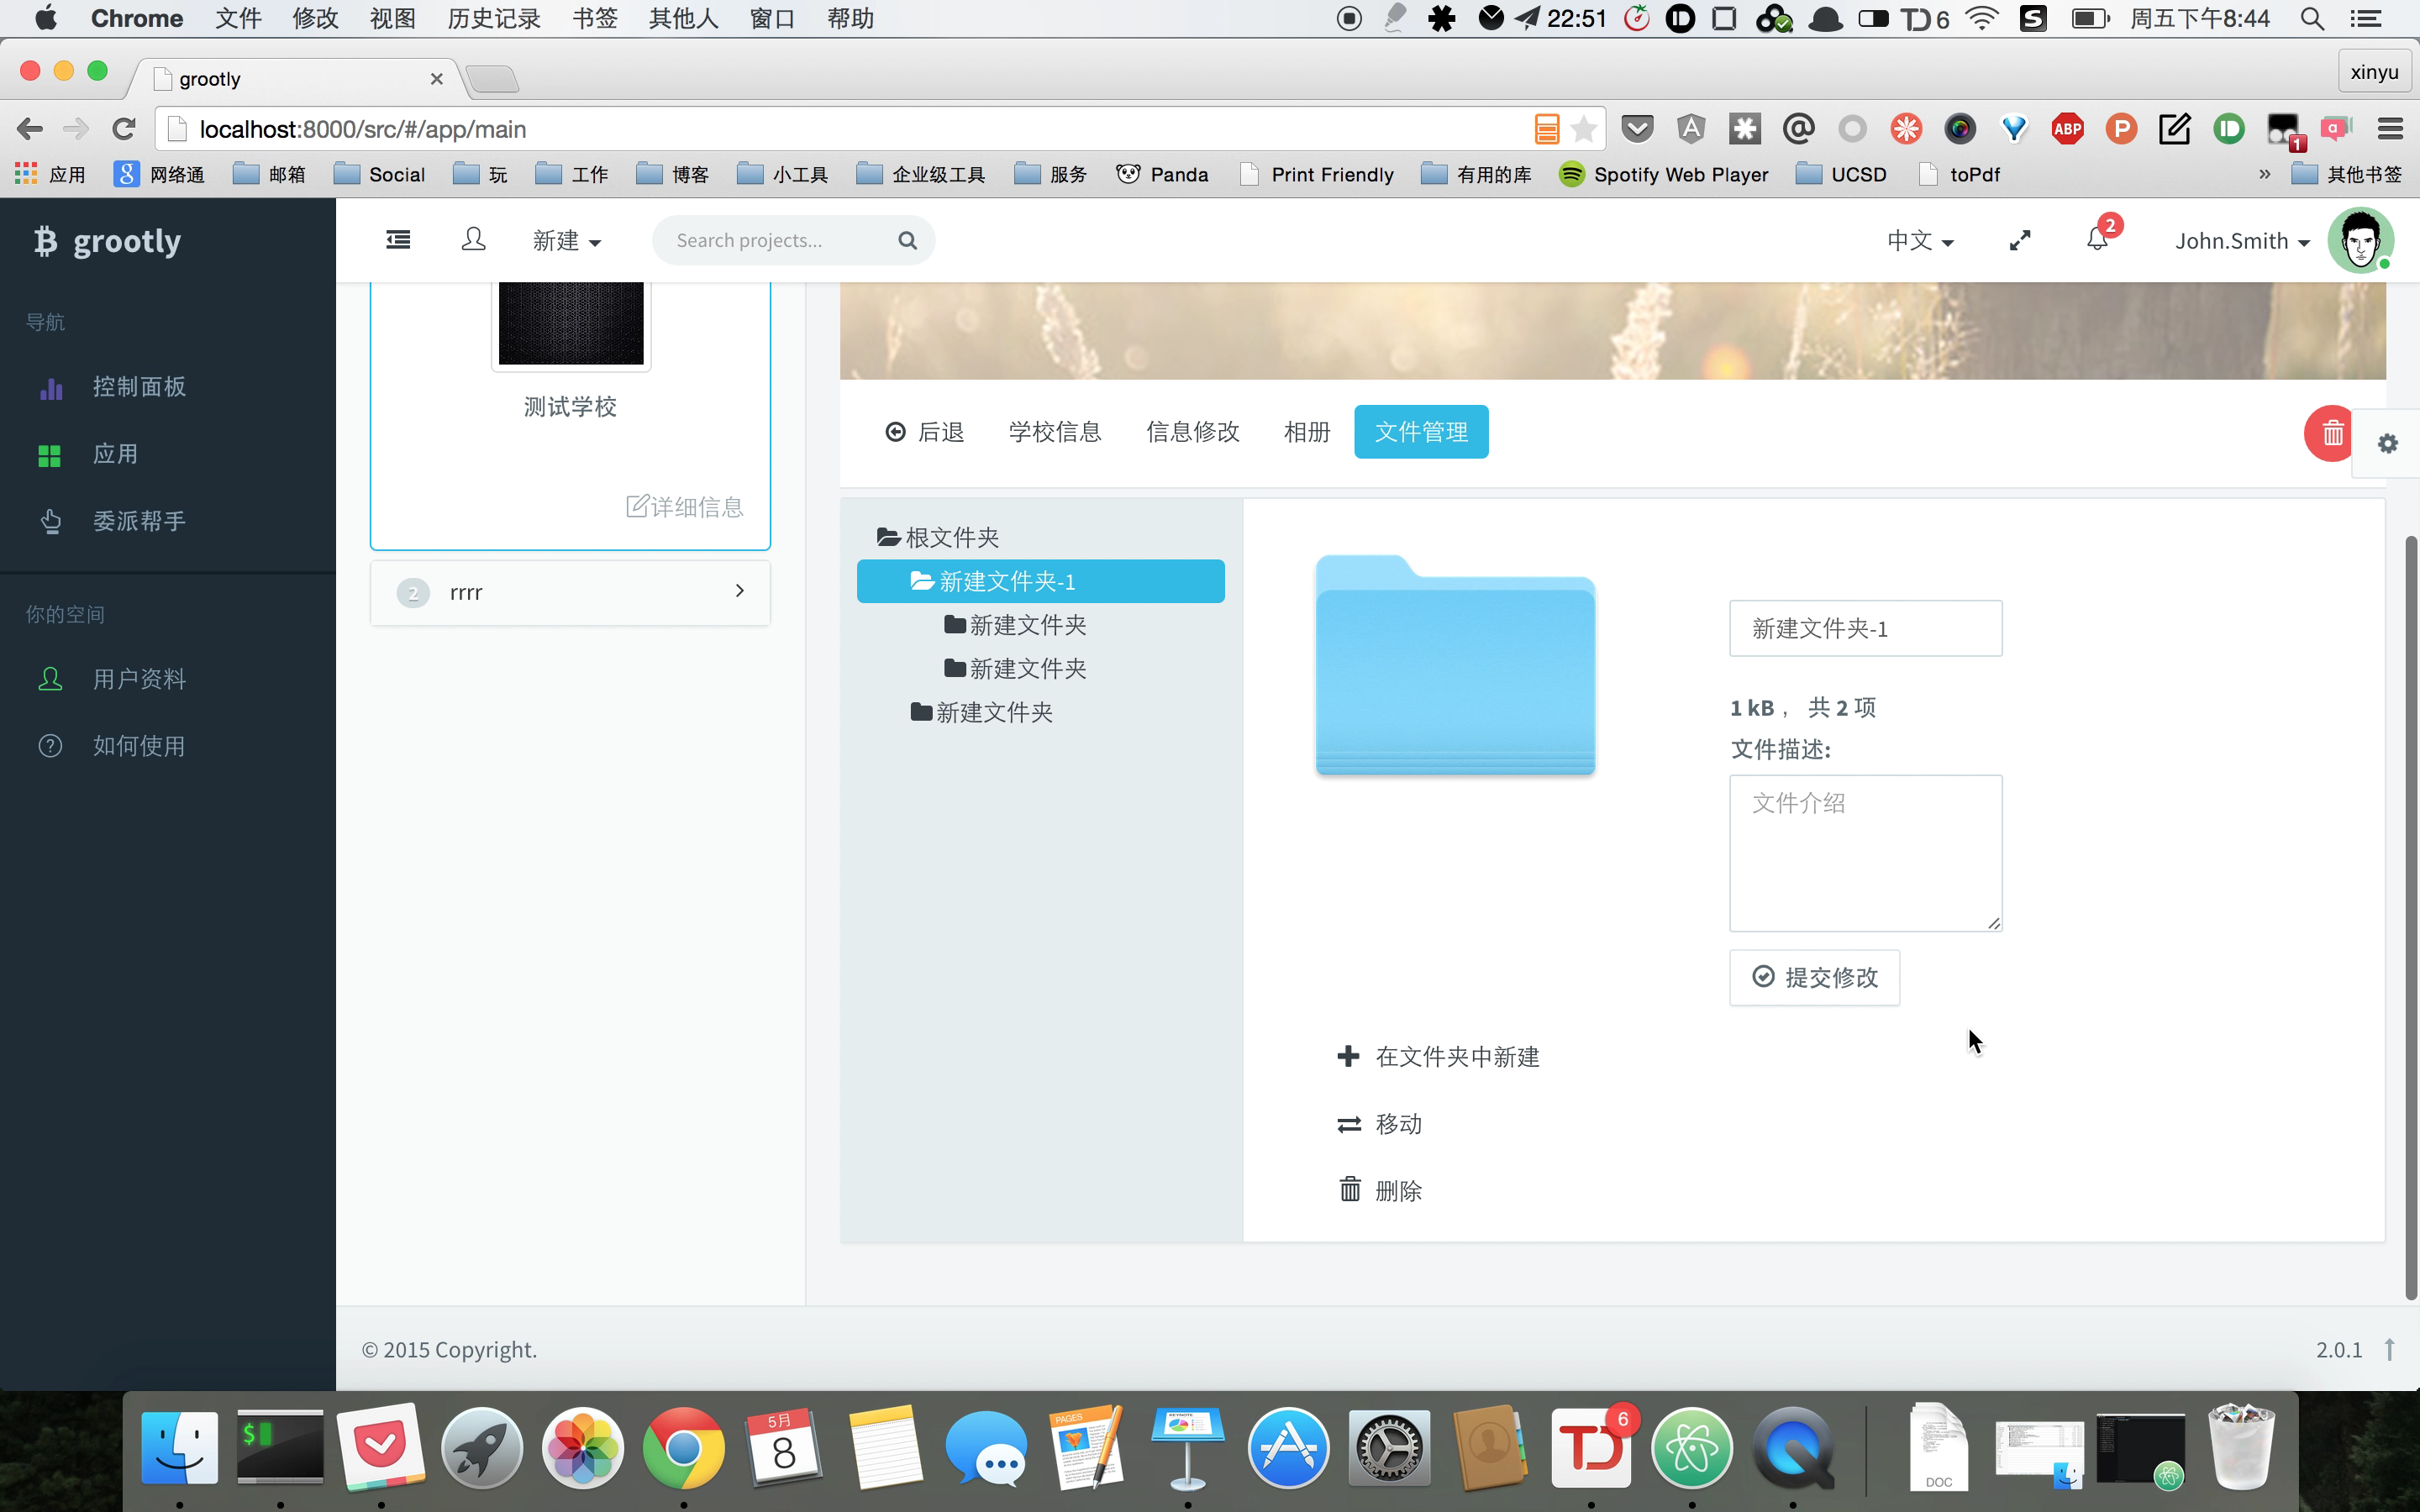 Chrome 文件 修改 视图 历史记录 书签 其他人 窗口 帮助 22:51 6 周五下午8:44
grootly xinyu
localhost:8000/src/#/app/main ABP 1
应用 网络通 邮箱 Social 玩 工作 博客 小工具 企业级工具 服务 Panda Print Friendly 有用的库 Spotify Web Player UCSD toPdf » 其他书签
grootly 新建 Search projects... 中文 2 John.Smith
导航
控制面板
应用
委派帮手
你的空间
用户资料
如何使用
测试学校
详细信息
2 rrrr
后退 学校信息 信息修改 相册 文件管理
根文件夹
新建文件夹-1
新建文件夹
新建文件夹
新建文件夹
新建文件夹-1
1 kB， 共 2 项
文件描述:
文件介绍
提交修改
在文件夹中新建
移动
删除
© 2015 Copyright. 2.0.1
5月
8
PAGES
KEYNOTE
6
DOC